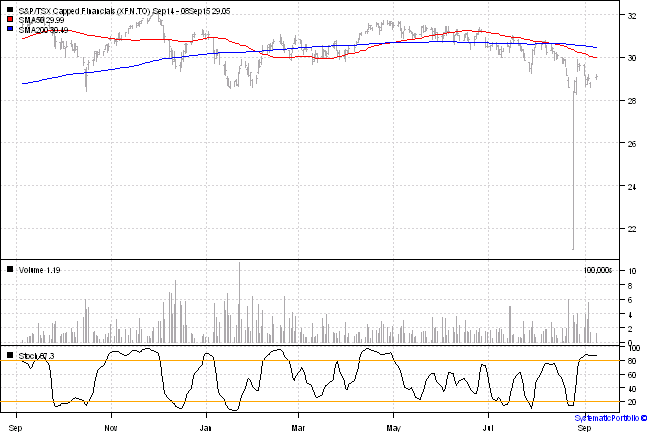 S&P/TSX Capped Financials (XFN.TO) Sep14 - 08Sep15 29.05
SMA50 29.99
SMA200 30.49
32
30
28
26
24
22
Volume 1.19
100,000s
10
8
6
4
2
0
Stoch 87.3
100
80
60
40
20
Sep Nov Jan Mar May Jul Sep
SystematicPortfolio ©